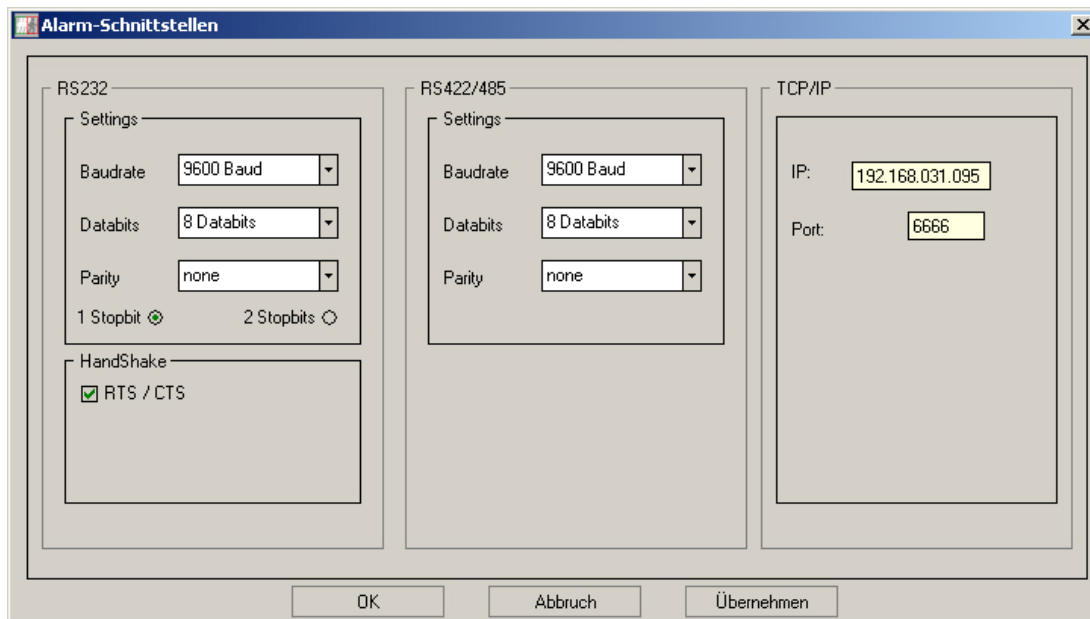 Alarm-Schnittstellen
RS232
Settings
Baudrate 9600 Baud
Databits 8 Databits
Parity none
1 Stopbit 2 Stopbits
HandShake
RTS / CTS
RS422/485
Settings
Baudrate 9600 Baud
Databits 8 Databits
Parity none
TCP/IP
IP: 192.168.031.095
Port: 6666
OK Abbruch Übernehmen